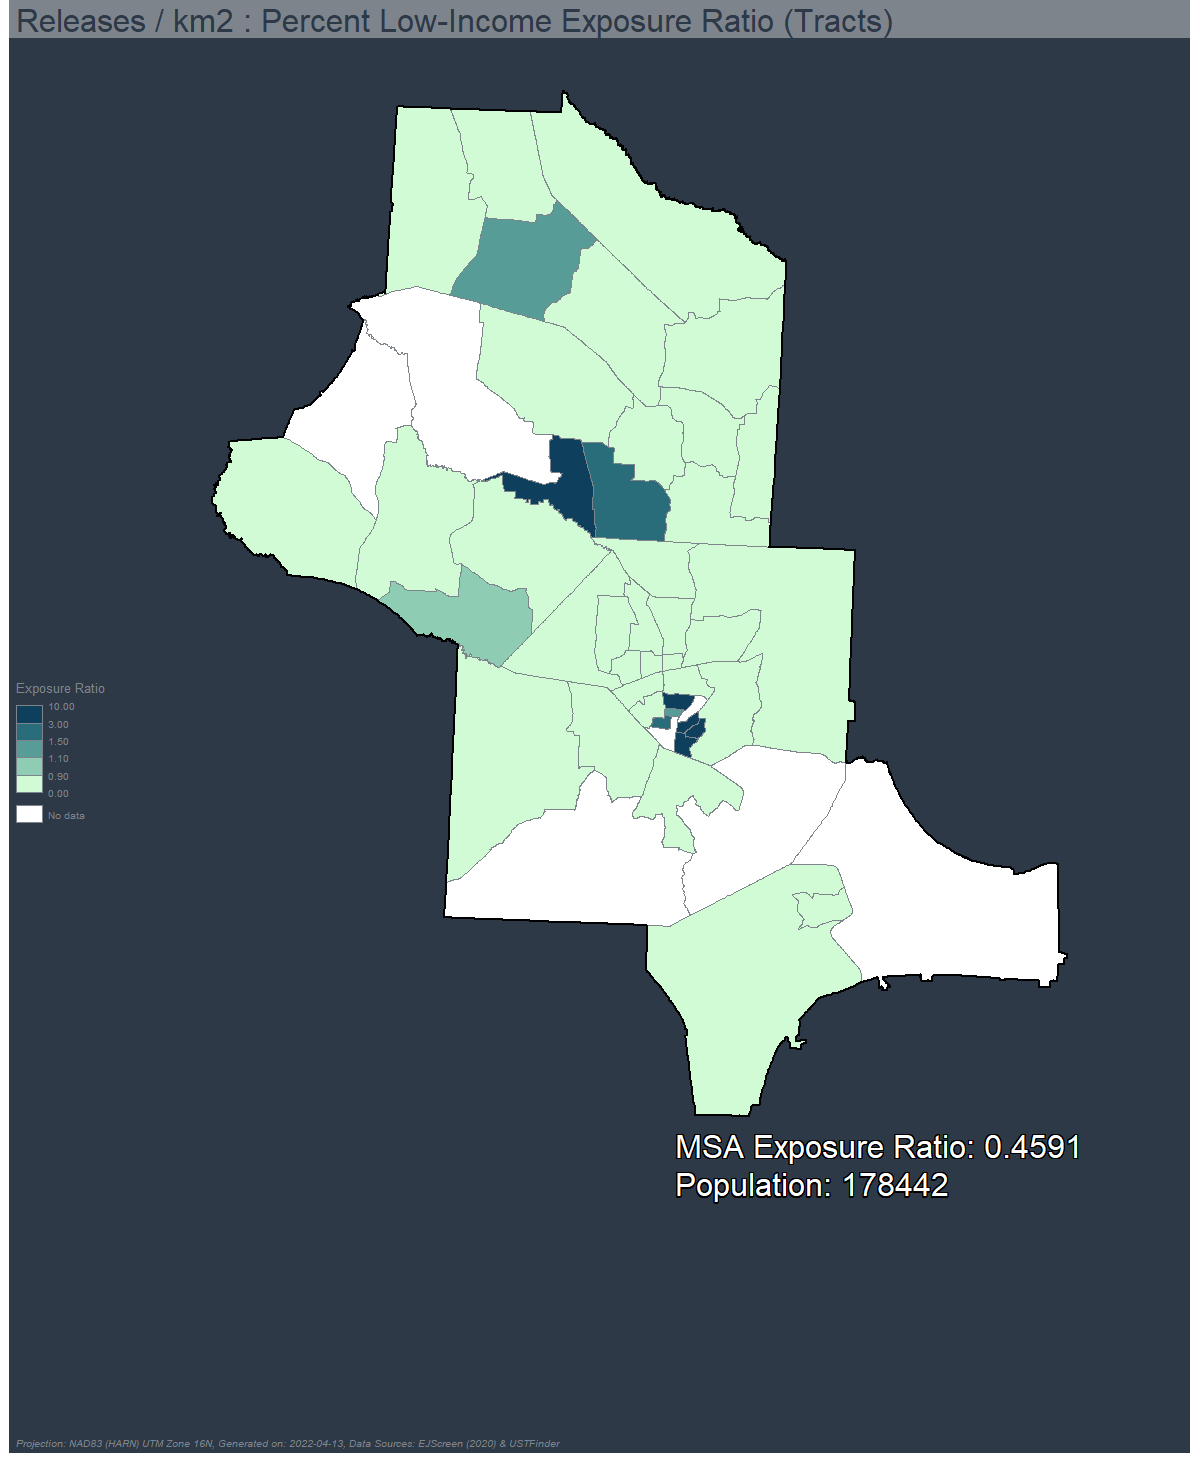 Releases / km2 : Percent Low-Income Exposure Ratio (Tracts)
Exposure Ratio
10.00
3.00
1.50
1.10
0.90
0.00
No data
MSA Exposure Ratio: 0.4591
Population: 178442
Projection: NAD83 (HARN) UTM Zone 16N, Generated on: 2022-04-13, Data Sources: EJScreen (2020) & USTFinder